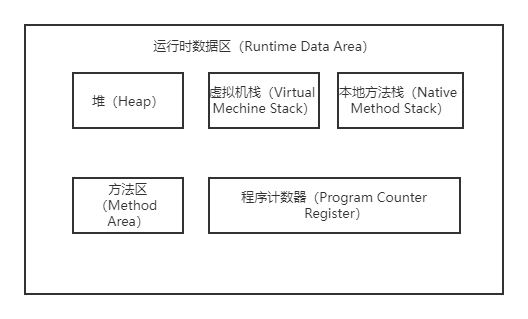 运行时数据区（Runtime Data Area）
堆（Heap）
虚拟机栈（Virtual
Mechine Stack）
本地方法栈（Native
Method Stack）
方法区
（Method
Area）
程序计数器（Program Counter
Register）